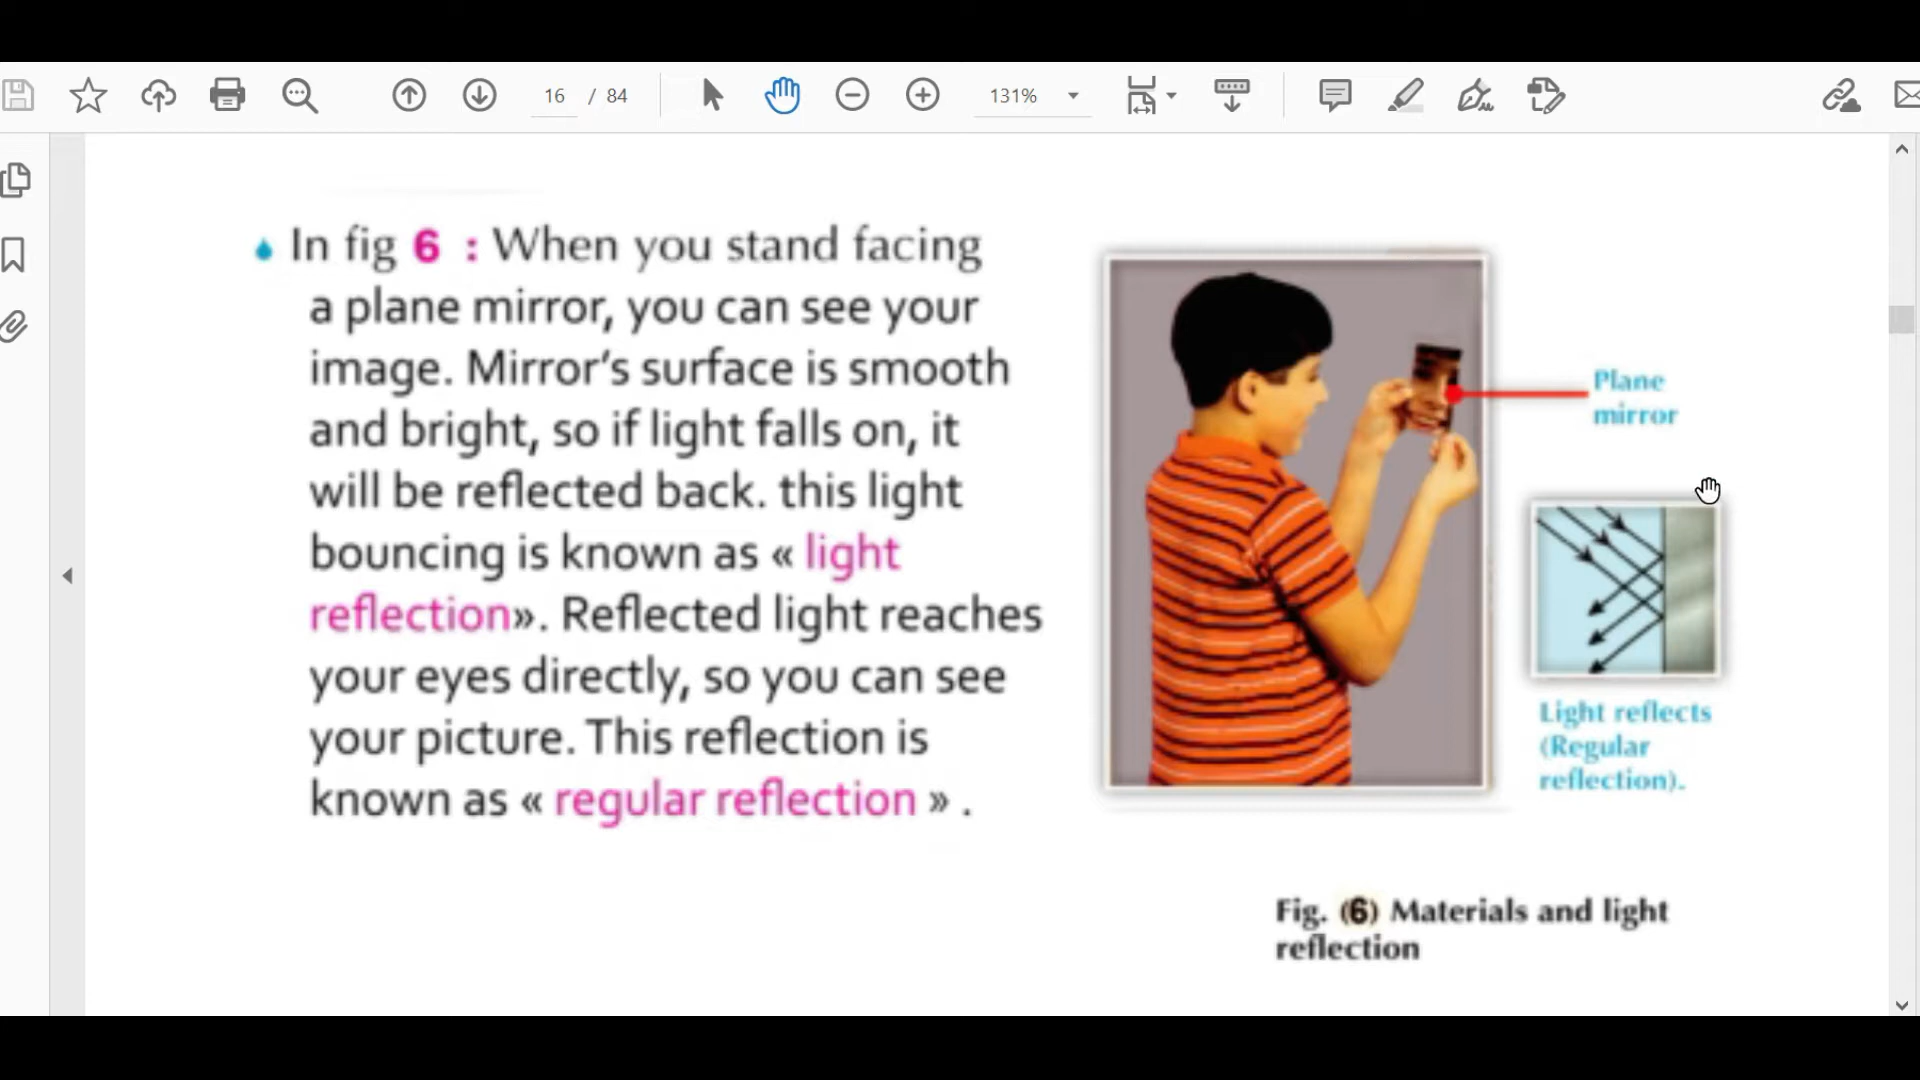 16 / 84
131%
In fig 6 : When you stand facing
a plane mirror, you can see your
image. Mirror’s surface is smooth
and bright, so if light falls on, it
will be reflected back. this light
bouncing is known as « light
reflection». Reflected light reaches
your eyes directly, so you can see
your picture. This reflection is
known as « regular reflection » .
Plane
mirror
Light reflects
(Regular
reflection).
Fig. (6) Materials and light
reflection